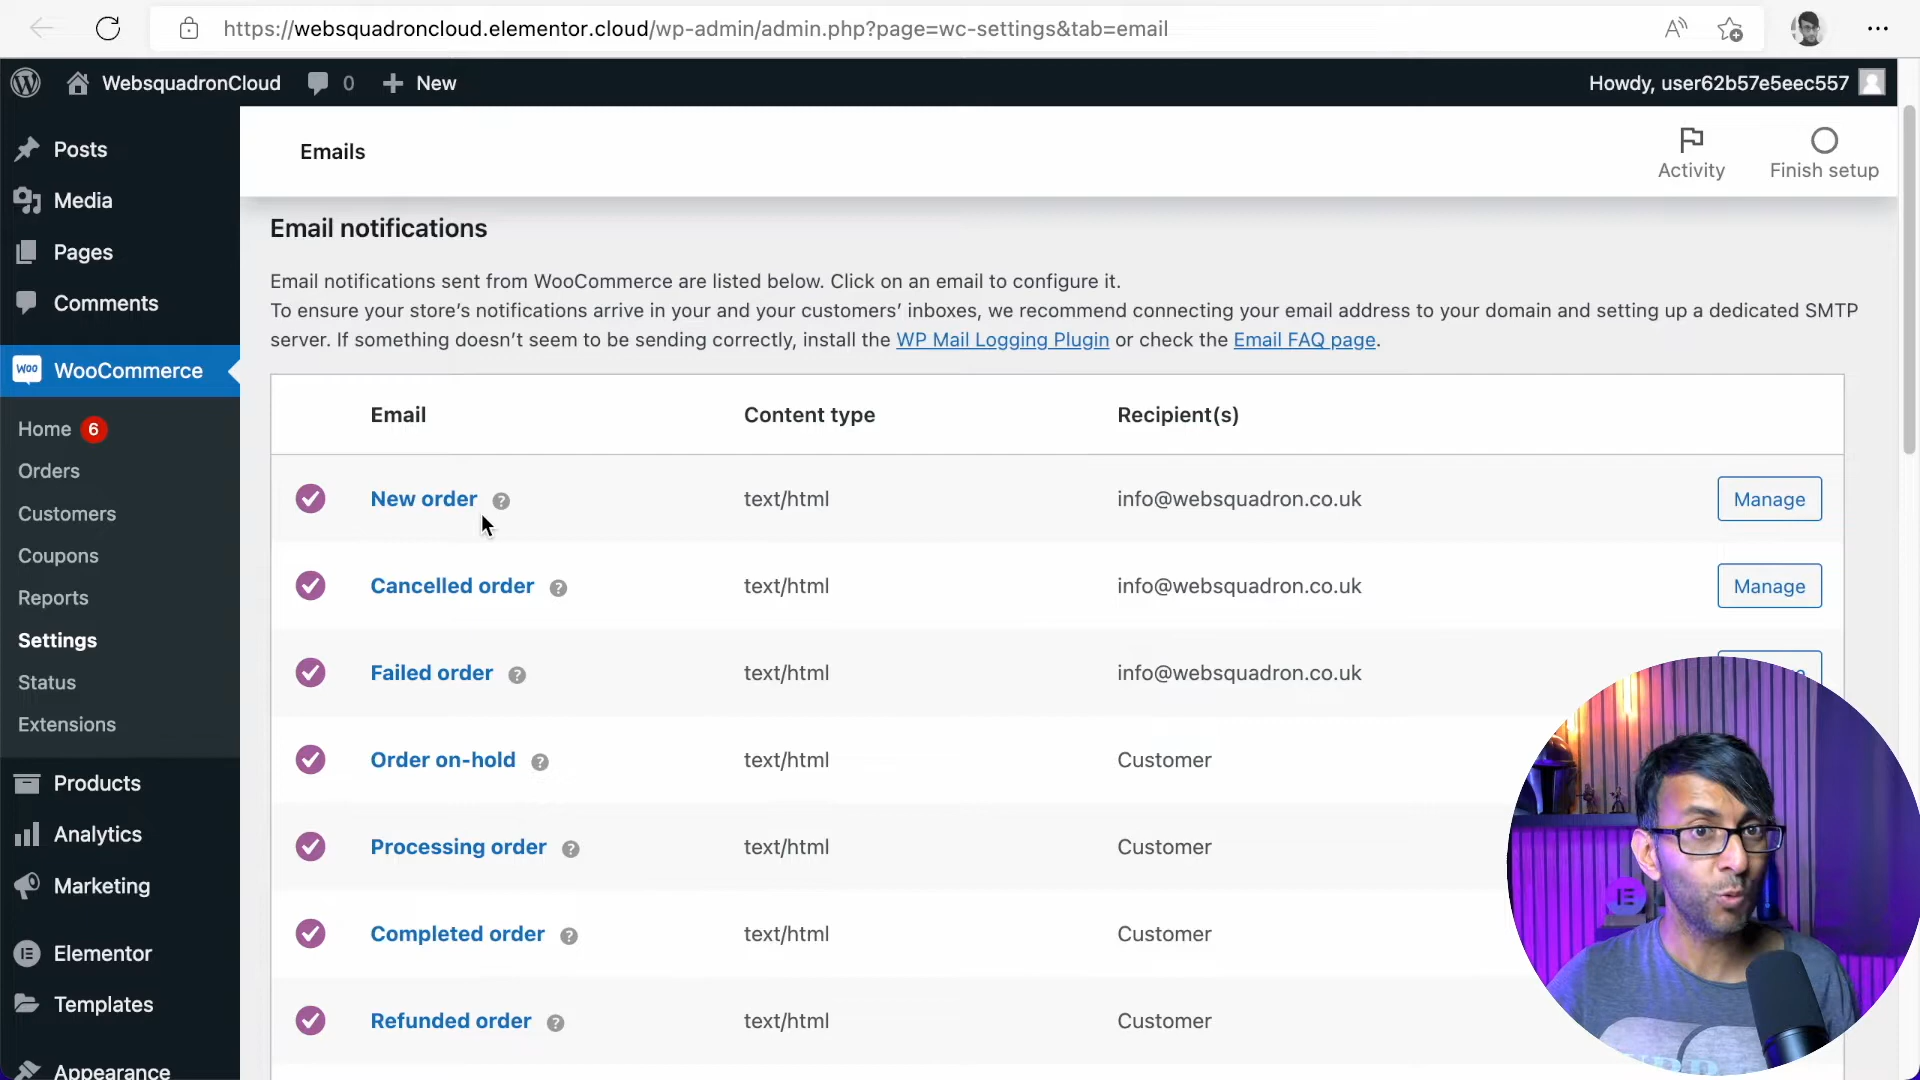 https://websquadroncloud.elementor.cloud/wp-admin/admin.php?page=wc-settings&tab=email
WebsquadronCloud
0
New
Howdy, user62b57e5eec557
Posts
Media
Pages
Comments
WooCommerce
Home 6
Orders
Customers
Coupons
Reports
Settings
Status
Extensions
Products
Analytics
Marketing
Elementor
Templates
Appearance
Emails
Activity
Finish setup
Email notifications
Email notifications sent from WooCommerce are listed below. Click on an email to configure it.
To ensure your store’s notifications arrive in your and your customers’ inboxes, we recommend connecting your email address to your domain and setting up a dedicated SMTP
server. If something doesn’t seem to be sending correctly, install the WP Mail Logging Plugin or check the Email FAQ page.
Email Content type Recipient(s)
New order text/html info@websquadron.co.uk Manage
Cancelled order text/html info@websquadron.co.uk Manage
Failed order text/html info@websquadron.co.uk
Order on-hold text/html Customer
Processing order text/html Customer
Completed order text/html Customer
Refunded order text/html Customer